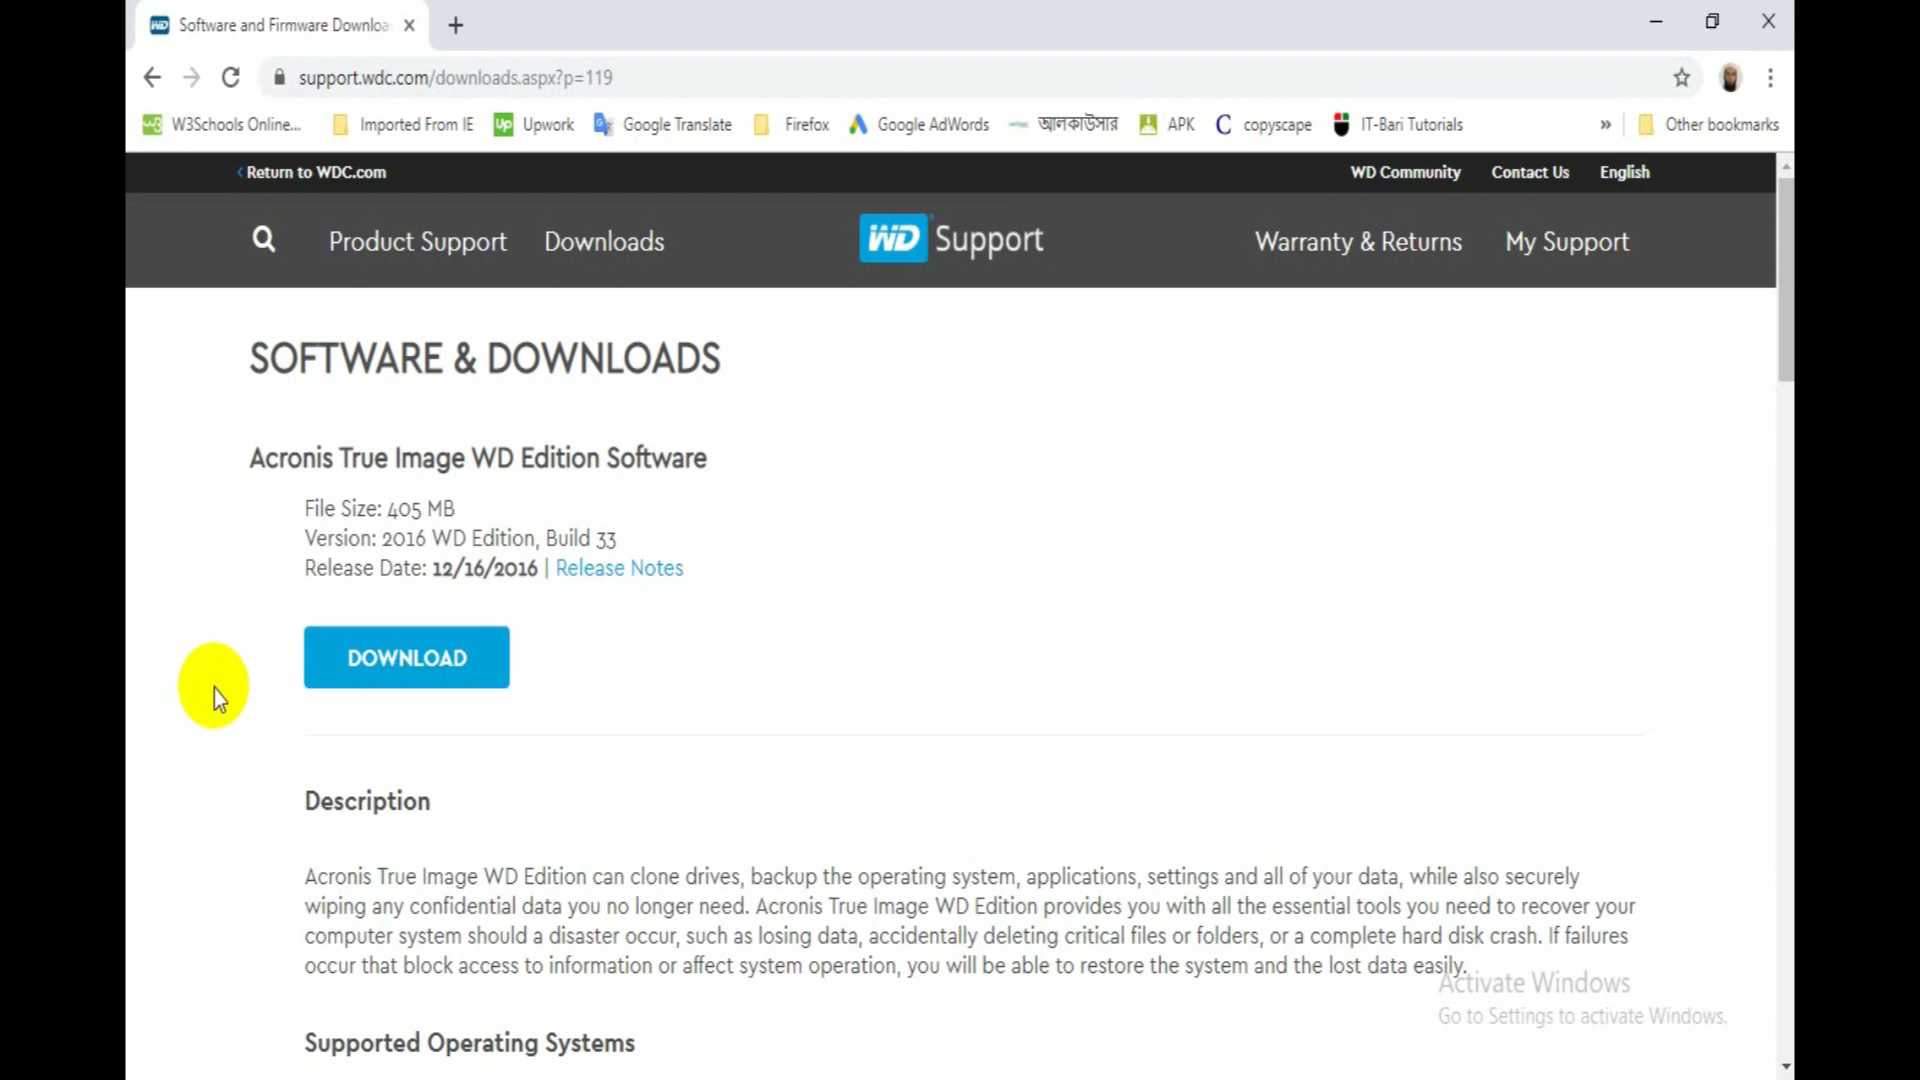 Software and Firmware Downloa
support.wdc.com/downloads.aspx?p=119
W3Schools Online... Imported From IE Up Upwork Google Translate Firefox Google AdWords আলকাউসার APK copyscape IT-Bari Tutorials » Other bookmarks
‹ Return to WDC.com WD Community Contact Us English
Product Support Downloads WD Support Warranty & Returns My Support
SOFTWARE & DOWNLOADS
Acronis True Image WD Edition Software
File Size: 405 MB
Version: 2016 WD Edition, Build 33
Release Date: 12/16/2016 | Release Notes
DOWNLOAD
Description
Acronis True Image WD Edition can clone drives, backup the operating system, applications, settings and all of your data, while also securely
wiping any confidential data you no longer need. Acronis True Image WD Edition provides you with all the essential tools you need to recover your
computer system should a disaster occur, such as losing data, accidentally deleting critical files or folders, or a complete hard disk crash. If failures
occur that block access to information or affect system operation, you will be able to restore the system and the lost data easily.
Activate Windows
Go to Settings to activate Windows.
Supported Operating Systems